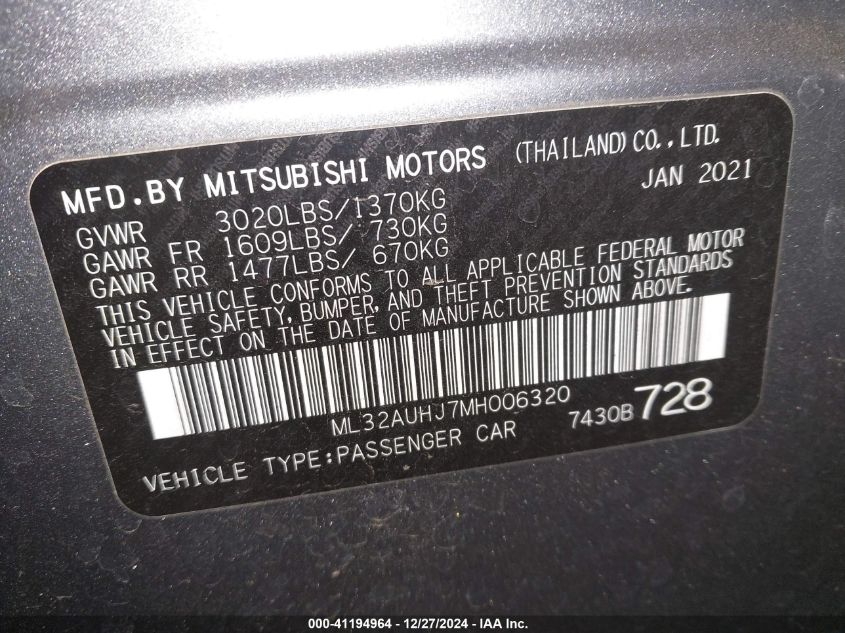 MFD.BY MITSUBISHI MOTORS (THAILAND) CO.,LTD.
JAN 2021
GVWR 3020LBS/1370KG
GAWR FR 1609LBS/ 730KG
GAWR RR 1477LBS/ 670KG
THIS VEHICLE CONFORMS TO ALL APPLICABLE FEDERAL MOTOR
VEHICLE SAFETY, BUMPER, AND THEFT PREVENTION STANDARDS
IN EFFECT ON THE DATE OF MANUFACTURE SHOWN ABOVE.
ML32AUHJ7MH006320
7430B 728
VEHICLE TYPE:PASSENGER CAR
000-41194964 - 12/27/2024 - IAA Inc.